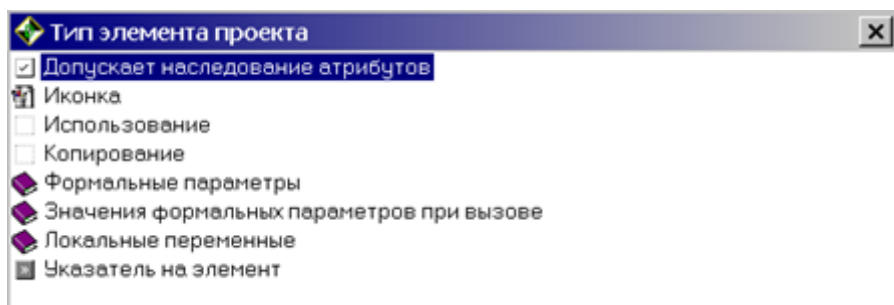 Тип элемента проекта
Допускает наследование атрибутов
Иконка
Использование
Копирование
Формальные параметры
Значения формальных параметров при вызове
Локальные переменные
Указатель на элемент